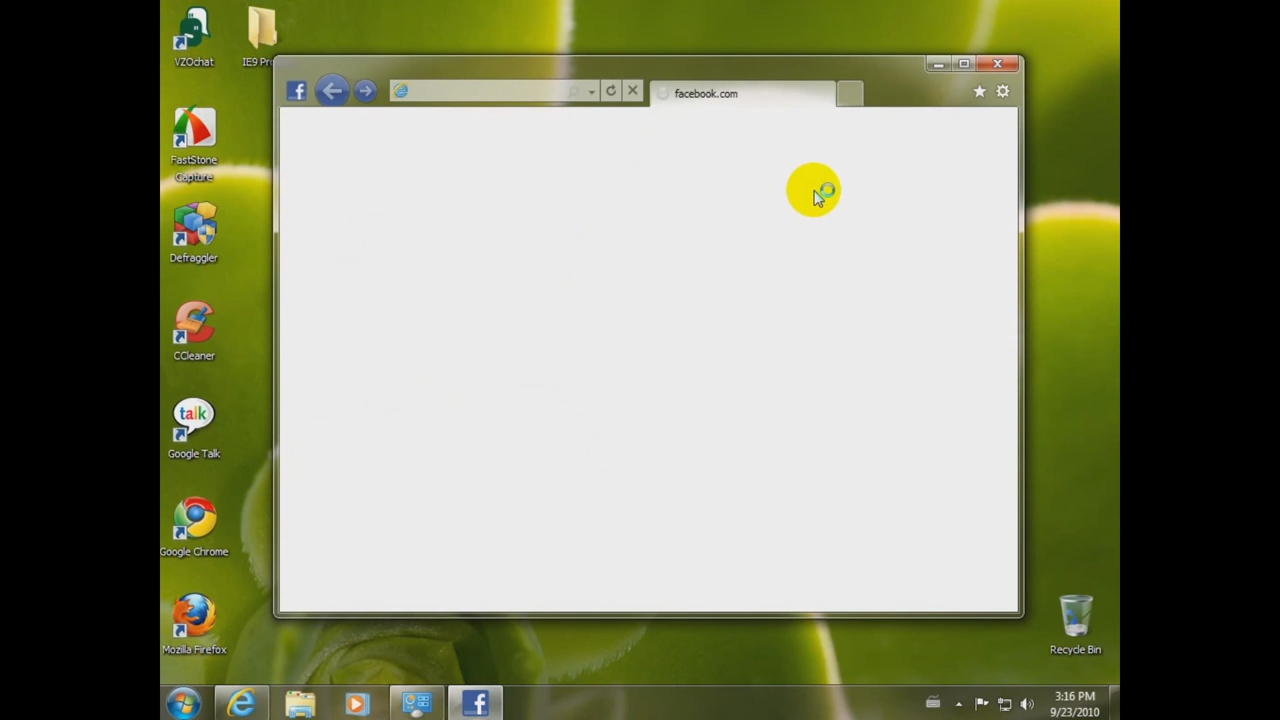 VZOchat
IE9 Pr
facebook.com
FastStone
Capture
Defraggler
CCleaner
talk
Google Talk
Google Chrome
Mozilla Firefox
Recycle Bin
3:16 PM
9/23/2010